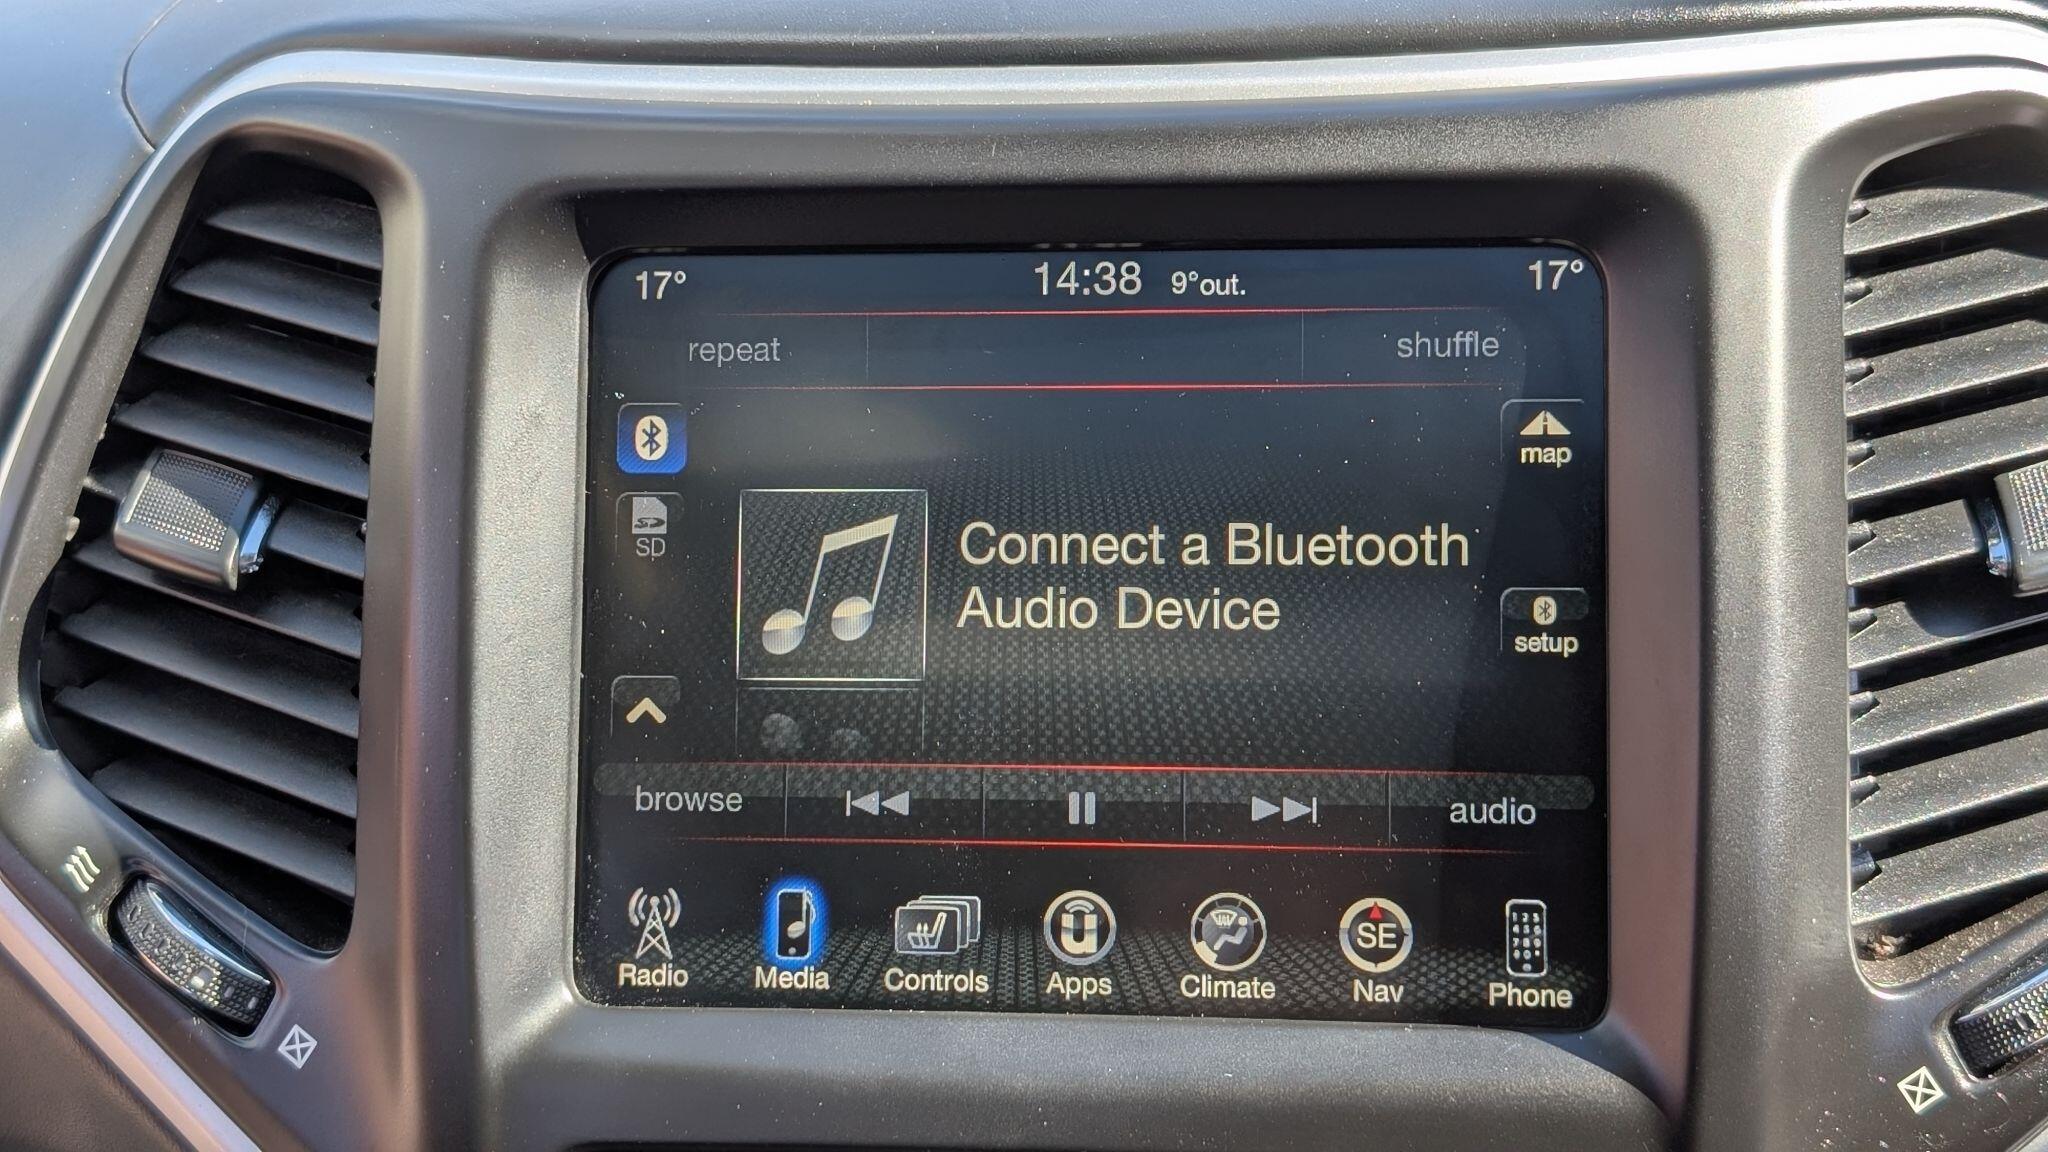 17° 14:38 9°out. 17°
repeat shuffle
map
SD
Connect a Bluetooth
Audio Device
setup
browse audio
SE
Radio Media Controls Apps Climate Nav Phone